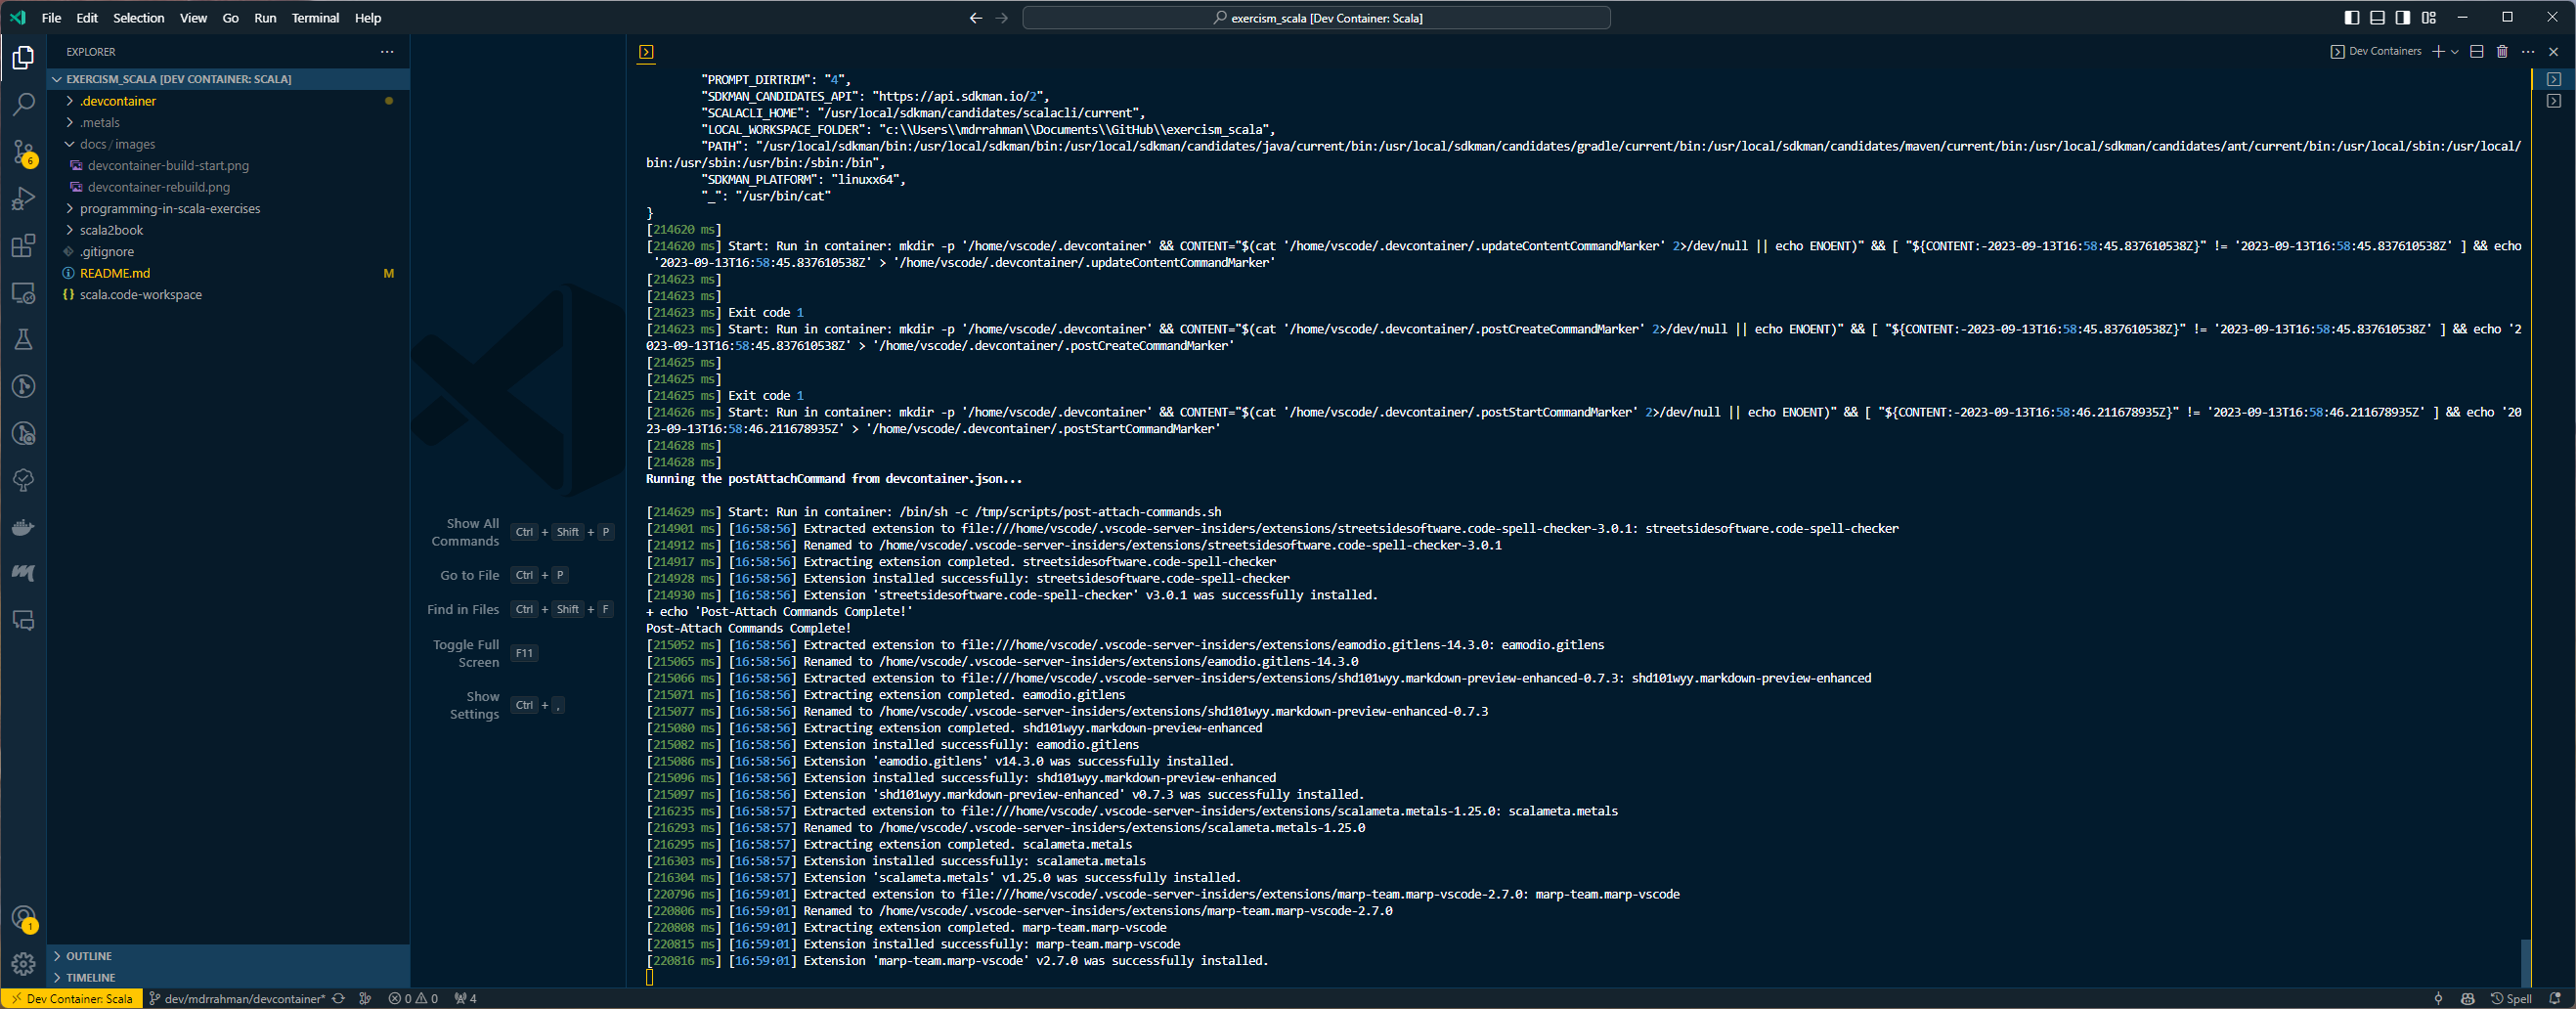 File Edit Selection View Go Run Terminal Help
exercism_scala [Dev Container: Scala]
EXPLORER
EXERCISM_SCALA [DEV CONTAINER: SCALA]
.devcontainer
.metals
docs / images
devcontainer-build-start.png
devcontainer-rebuild.png
programming-in-scala-exercises
scala2book
.gitignore
README.md M
scala.code-workspace
6
1
OUTLINE
TIMELINE
Show All Commands Ctrl + Shift + P
Go to File Ctrl + P
Find in Files Ctrl + Shift + F
Toggle Full Screen F11
Show Settings Ctrl + ,
Dev Containers
"PROMPT_DIRTRIM": "4",
"SDKMAN_CANDIDATES_API": "https://api.sdkman.io/2",
"SCALACLI_HOME": "/usr/local/sdkman/candidates/scalacli/current",
"LOCAL_WORKSPACE_FOLDER": "c:\\Users\\mdrrahman\\Documents\\GitHub\\exercism_scala",
"PATH": "/usr/local/sdkman/bin:/usr/local/sdkman/bin:/usr/local/sdkman/candidates/java/current/bin:/usr/local/sdkman/candidates/gradle/current/bin:/usr/local/sdkman/candidates/maven/current/bin:/usr/local/sdkman/candidates/ant/current/bin:/usr/local/sbin:/usr/local/
bin:/usr/sbin:/usr/bin:/sbin:/bin",
"SDKMAN_PLATFORM": "linuxx64",
"_": "/usr/bin/cat"
}
[214620 ms]
[214620 ms] Start: Run in container: mkdir -p '/home/vscode/.devcontainer' && CONTENT="$(cat '/home/vscode/.devcontainer/.updateContentCommandMarker' 2>/dev/null || echo ENOENT)" && [ "${CONTENT:-2023-09-13T16:58:45.837610538Z}" != '2023-09-13T16:58:45.837610538Z' ] && echo
'2023-09-13T16:58:45.837610538Z' > '/home/vscode/.devcontainer/.updateContentCommandMarker'
[214623 ms]
[214623 ms]
[214623 ms] Exit code 1
[214623 ms] Start: Run in container: mkdir -p '/home/vscode/.devcontainer' && CONTENT="$(cat '/home/vscode/.devcontainer/.postCreateCommandMarker' 2>/dev/null || echo ENOENT)" && [ "${CONTENT:-2023-09-13T16:58:45.837610538Z}" != '2023-09-13T16:58:45.837610538Z' ] && echo '2
023-09-13T16:58:45.837610538Z' > '/home/vscode/.devcontainer/.postCreateCommandMarker'
[214625 ms]
[214625 ms]
[214625 ms] Exit code 1
[214626 ms] Start: Run in container: mkdir -p '/home/vscode/.devcontainer' && CONTENT="$(cat '/home/vscode/.devcontainer/.postStartCommandMarker' 2>/dev/null || echo ENOENT)" && [ "${CONTENT:-2023-09-13T16:58:46.211678935Z}" != '2023-09-13T16:58:46.211678935Z' ] && echo '20
23-09-13T16:58:46.211678935Z' > '/home/vscode/.devcontainer/.postStartCommandMarker'
[214628 ms]
[214628 ms]
Running the postAttachCommand from devcontainer.json...
[214629 ms] Start: Run in container: /bin/sh -c /tmp/scripts/post-attach-commands.sh
[214901 ms] [16:58:56] Extracted extension to file:///home/vscode/.vscode-server-insiders/extensions/streetsidesoftware.code-spell-checker-3.0.1: streetsidesoftware.code-spell-checker
[214912 ms] [16:58:56] Renamed to /home/vscode/.vscode-server-insiders/extensions/streetsidesoftware.code-spell-checker-3.0.1
[214917 ms] [16:58:56] Extracting extension completed. streetsidesoftware.code-spell-checker
[214928 ms] [16:58:56] Extension installed successfully: streetsidesoftware.code-spell-checker
[214930 ms] [16:58:56] Extension 'streetsidesoftware.code-spell-checker' v3.0.1 was successfully installed.
+ echo 'Post-Attach Commands Complete!'
Post-Attach Commands Complete!
[215052 ms] [16:58:56] Extracted extension to file:///home/vscode/.vscode-server-insiders/extensions/eamodio.gitlens-14.3.0: eamodio.gitlens
[215065 ms] [16:58:56] Renamed to /home/vscode/.vscode-server-insiders/extensions/eamodio.gitlens-14.3.0
[215066 ms] [16:58:56] Extracted extension to file:///home/vscode/.vscode-server-insiders/extensions/shd101wyy.markdown-preview-enhanced-0.7.3: shd101wyy.markdown-preview-enhanced
[215071 ms] [16:58:56] Extracting extension completed. eamodio.gitlens
[215077 ms] [16:58:56] Renamed to /home/vscode/.vscode-server-insiders/extensions/shd101wyy.markdown-preview-enhanced-0.7.3
[215080 ms] [16:58:56] Extracting extension completed. shd101wyy.markdown-preview-enhanced
[215082 ms] [16:58:56] Extension installed successfully: eamodio.gitlens
[215086 ms] [16:58:56] Extension 'eamodio.gitlens' v14.3.0 was successfully installed.
[215096 ms] [16:58:56] Extension installed successfully: shd101wyy.markdown-preview-enhanced
[215097 ms] [16:58:56] Extension 'shd101wyy.markdown-preview-enhanced' v0.7.3 was successfully installed.
[216235 ms] [16:58:57] Extracted extension to file:///home/vscode/.vscode-server-insiders/extensions/scalameta.metals-1.25.0: scalameta.metals
[216293 ms] [16:58:57] Renamed to /home/vscode/.vscode-server-insiders/extensions/scalameta.metals-1.25.0
[216295 ms] [16:58:57] Extracting extension completed. scalameta.metals
[216303 ms] [16:58:57] Extension installed successfully: scalameta.metals
[216304 ms] [16:58:57] Extension 'scalameta.metals' v1.25.0 was successfully installed.
[220796 ms] [16:59:01] Extracted extension to file:///home/vscode/.vscode-server-insiders/extensions/marp-team.marp-vscode-2.7.0: marp-team.marp-vscode
[220806 ms] [16:59:01] Renamed to /home/vscode/.vscode-server-insiders/extensions/marp-team.marp-vscode-2.7.0
[220808 ms] [16:59:01] Extracting extension completed. marp-team.marp-vscode
[220815 ms] [16:59:01] Extension installed successfully: marp-team.marp-vscode
[220816 ms] [16:59:01] Extension 'marp-team.marp-vscode' v2.7.0 was successfully installed.
Dev Container: Scala dev/mdrrahman/devcontainer* 0 0 4 Spell